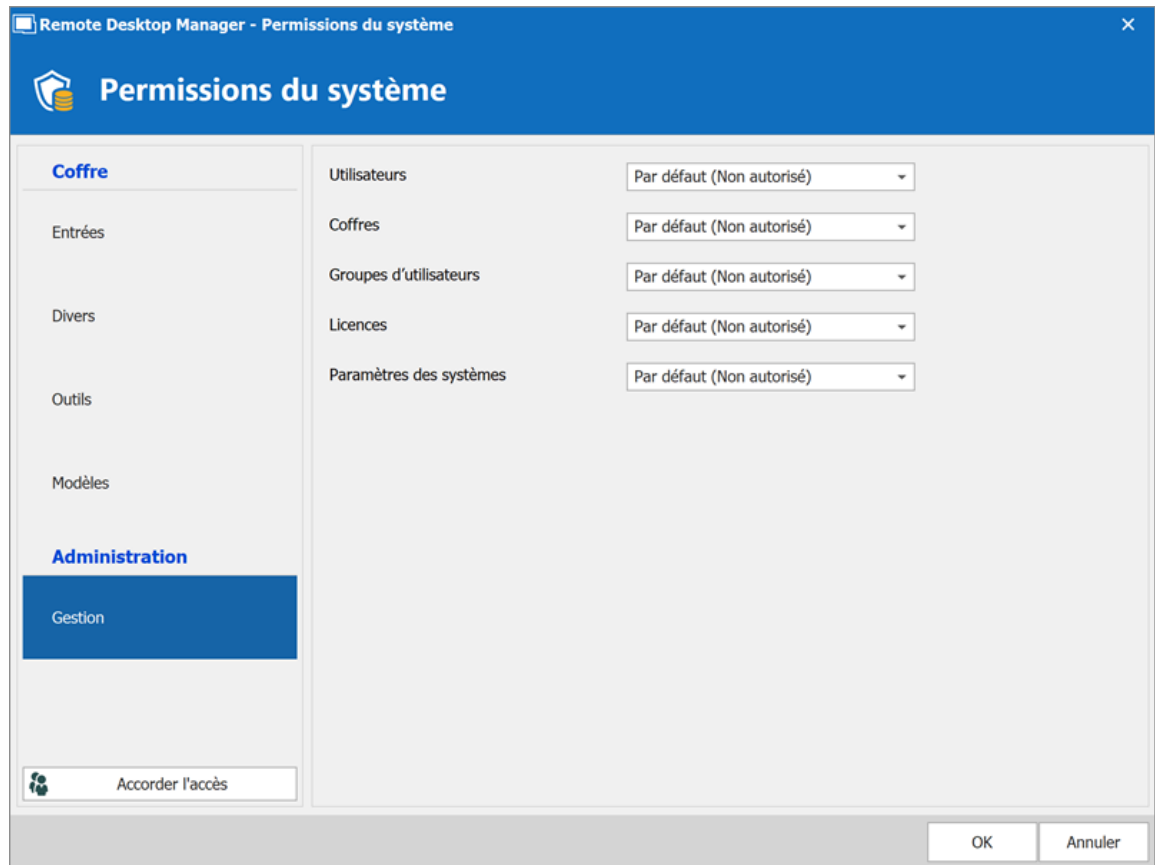 Remote Desktop Manager - Permissions du système
Permissions du système
Coffre
Entrées
Divers
Outils
Modèles
Administration
Gestion
Accorder l'accès
Utilisateurs Par défaut (Non autorisé)
Coffres Par défaut (Non autorisé)
Groupes d’utilisateurs Par défaut (Non autorisé)
Licences Par défaut (Non autorisé)
Paramètres des systèmes Par défaut (Non autorisé)
OK Annuler